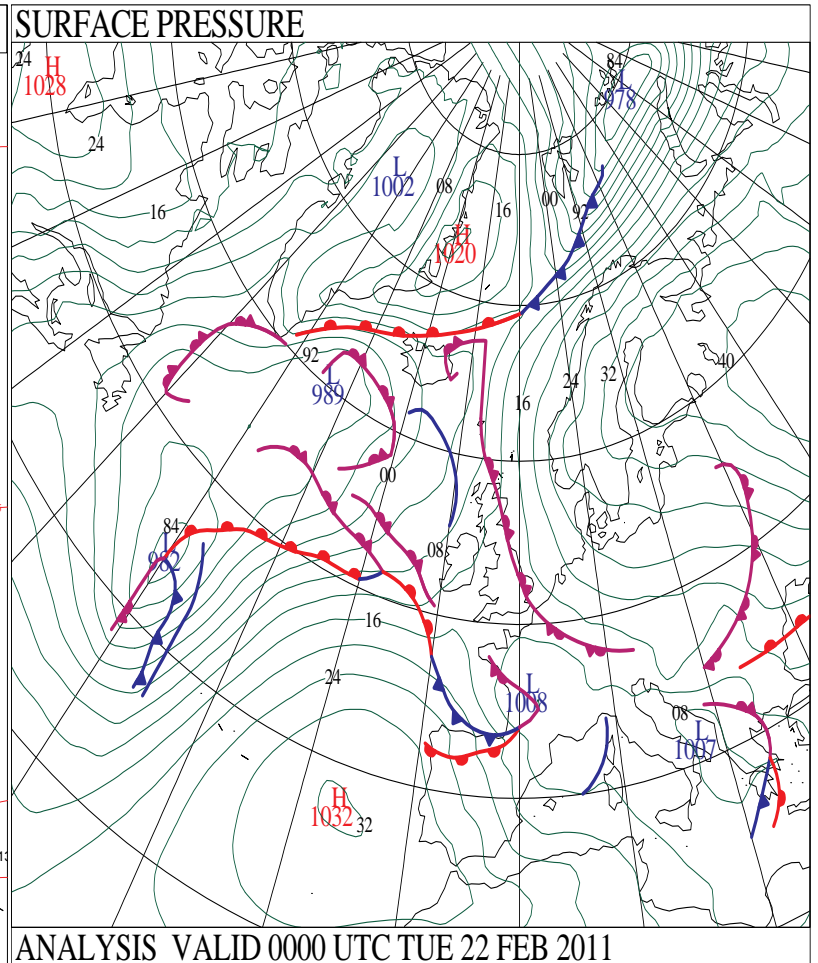 SURFACE PRESSURE
24
H
1028
84
L
978
24
L
1002
08
16
00
92
16
H
1020
92
L
989
40
32
24
16
00
84
L
982
08
16
24
L
1008
08
L
1007
H
1032
32
ANALYSIS VALID 0000 UTC TUE 22 FEB 2011